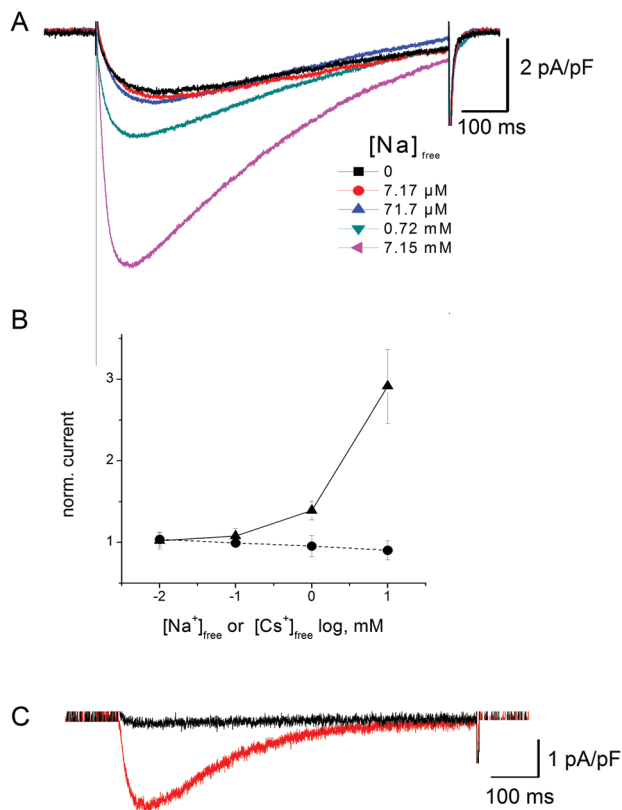 A
2 pA/pF
100 ms
[Na] free
0
7.17 µM
71.7 µM
0.72 mM
7.15 mM
B
norm. current
3
2
1
-2
-1
0
1
[Na+]free or [Cs+]free log, mM
C
1 pA/pF
100 ms